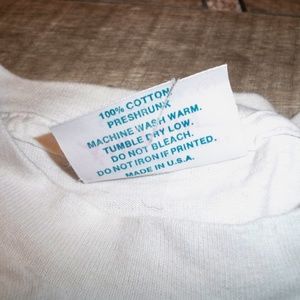 100% COTTON
PRESHRUNK
MACHINE WASH WARM.
TUMBLE DRY LOW.
DO NOT BLEACH.
DO NOT IRON IF PRINTED.
MADE IN U.S.A.